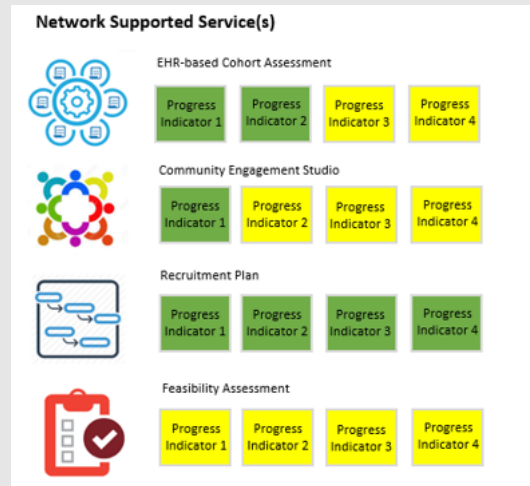 Network Supported Service(s)
EHR-based Cohort Assessment
Progress
Indicator 1
Progress
Indicator 2
Progress
Indicator 3
Progress
Indicator 4
Community Engagement Studio
Progress
Indicator 1
Progress
Indicator 2
Progress
Indicator 3
Progress
Indicator 4
Recruitment Plan
Progress
Indicator 1
Progress
Indicator 2
Progress
Indicator 3
Progress
Indicator 4
Feasibility Assessment
Progress
Indicator 1
Progress
Indicator 2
Progress
Indicator 3
Progress
Indicator 4